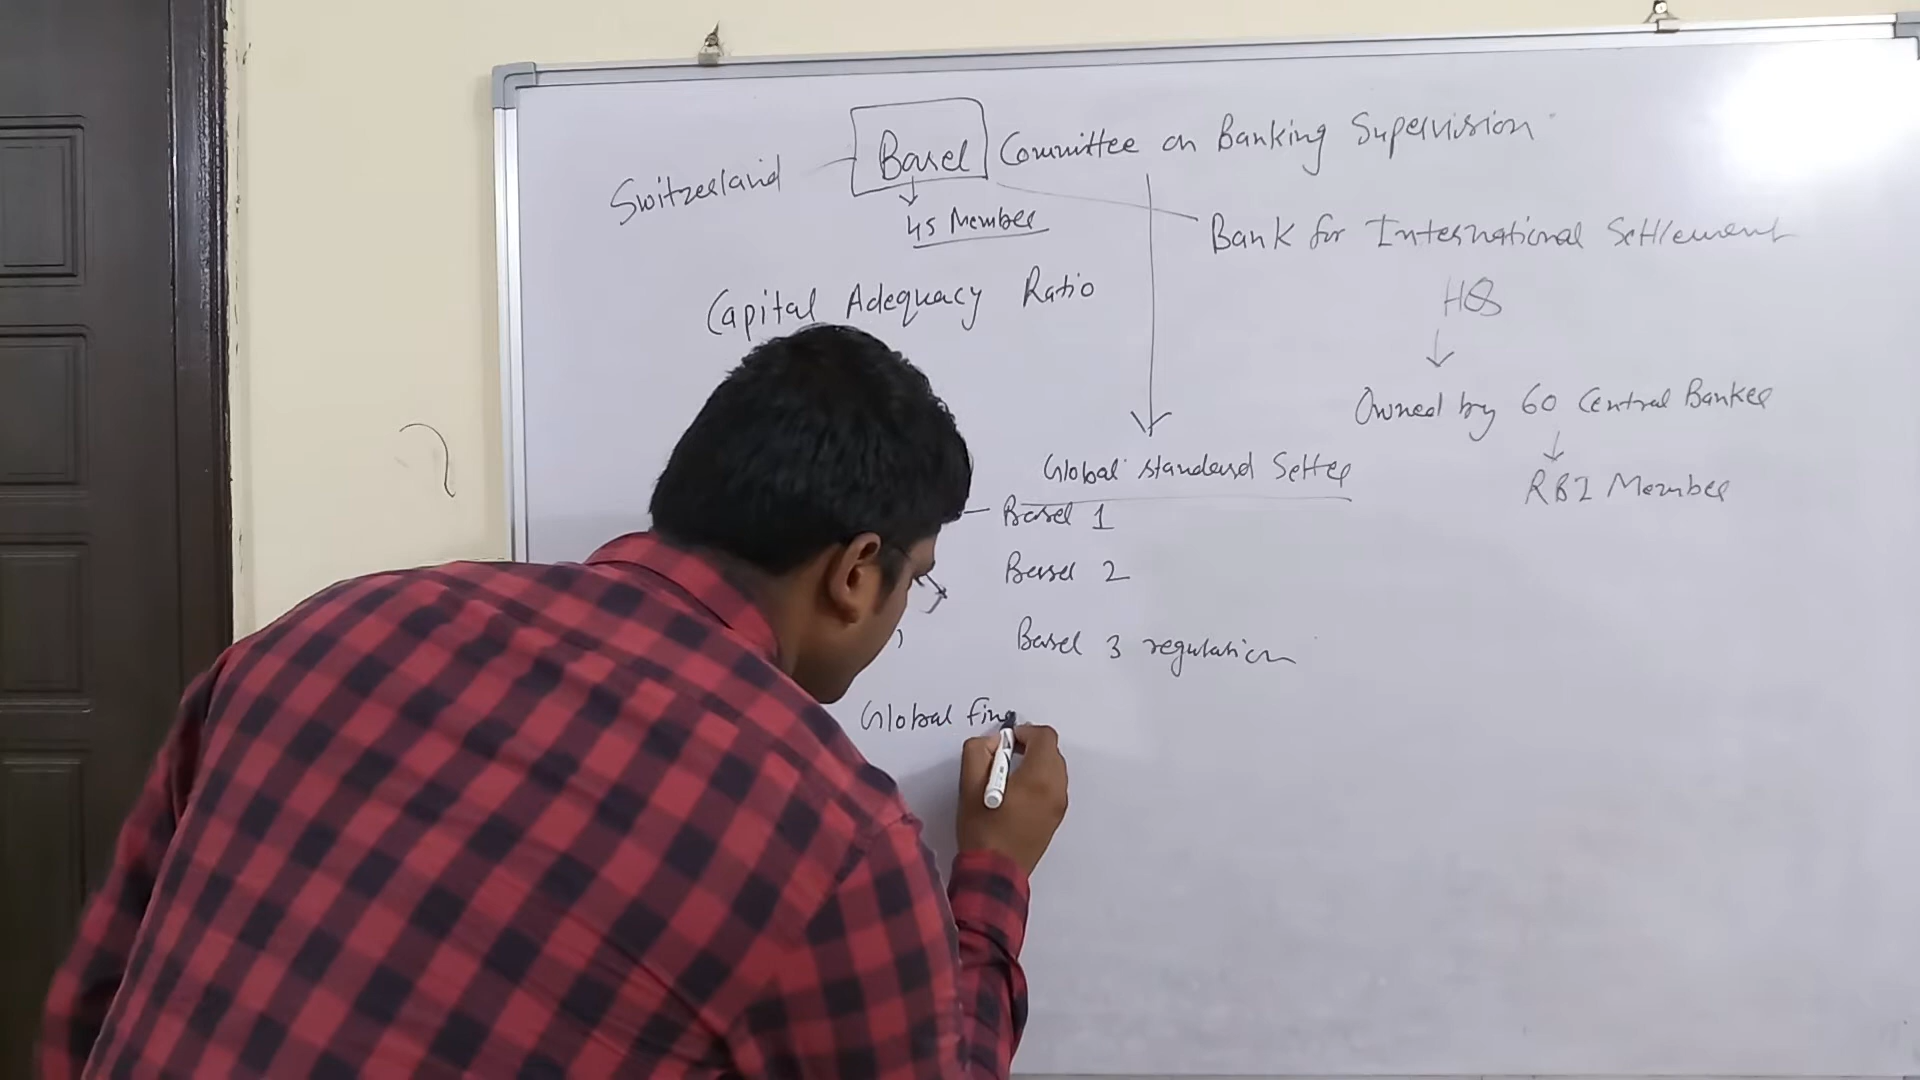 Switzerland Basel Committee on Banking Supervision
45 Member
Bank for International Settlement
Capital Adequacy Ratio
HQ
Owned by 60 Central Banker
Global standard Setter
RBI Member
Basel 1
Basel 2
Basel 3 regulation
Global fin